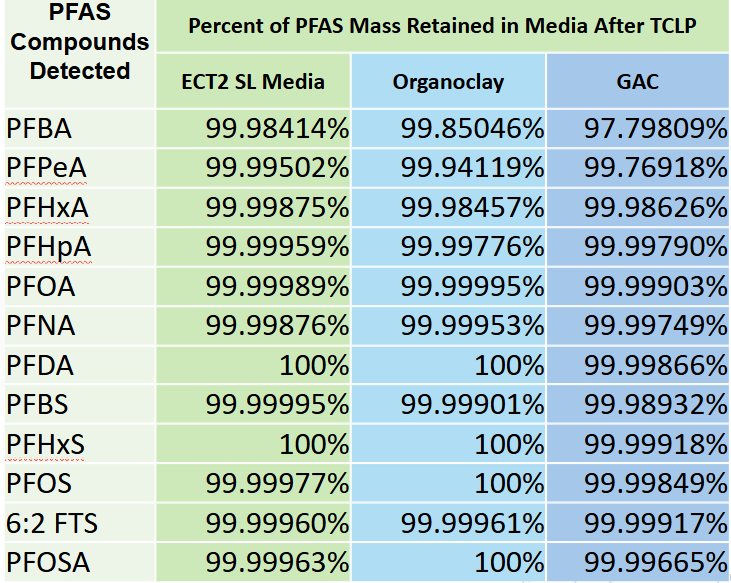 PFAS
Compounds
Detected
Percent of PFAS Mass Retained in Media After TCLP
ECT2 SL Media Organoclay GAC
PFBA 99.98414% 99.85046% 97.79809%
PFPeA 99.99502% 99.94119% 99.76918%
PFHxA 99.99875% 99.98457% 99.98626%
PFHpA 99.99959% 99.99776% 99.99790%
PFOA 99.99989% 99.99995% 99.99903%
PFNA 99.99876% 99.99953% 99.99749%
PFDA 100% 100% 99.99866%
PFBS 99.99995% 99.99901% 99.98932%
PFHxS 100% 100% 99.99918%
PFOS 99.99977% 100% 99.99849%
6:2 FTS 99.99960% 99.99961% 99.99917%
PFOSA 99.99963% 100% 99.99665%